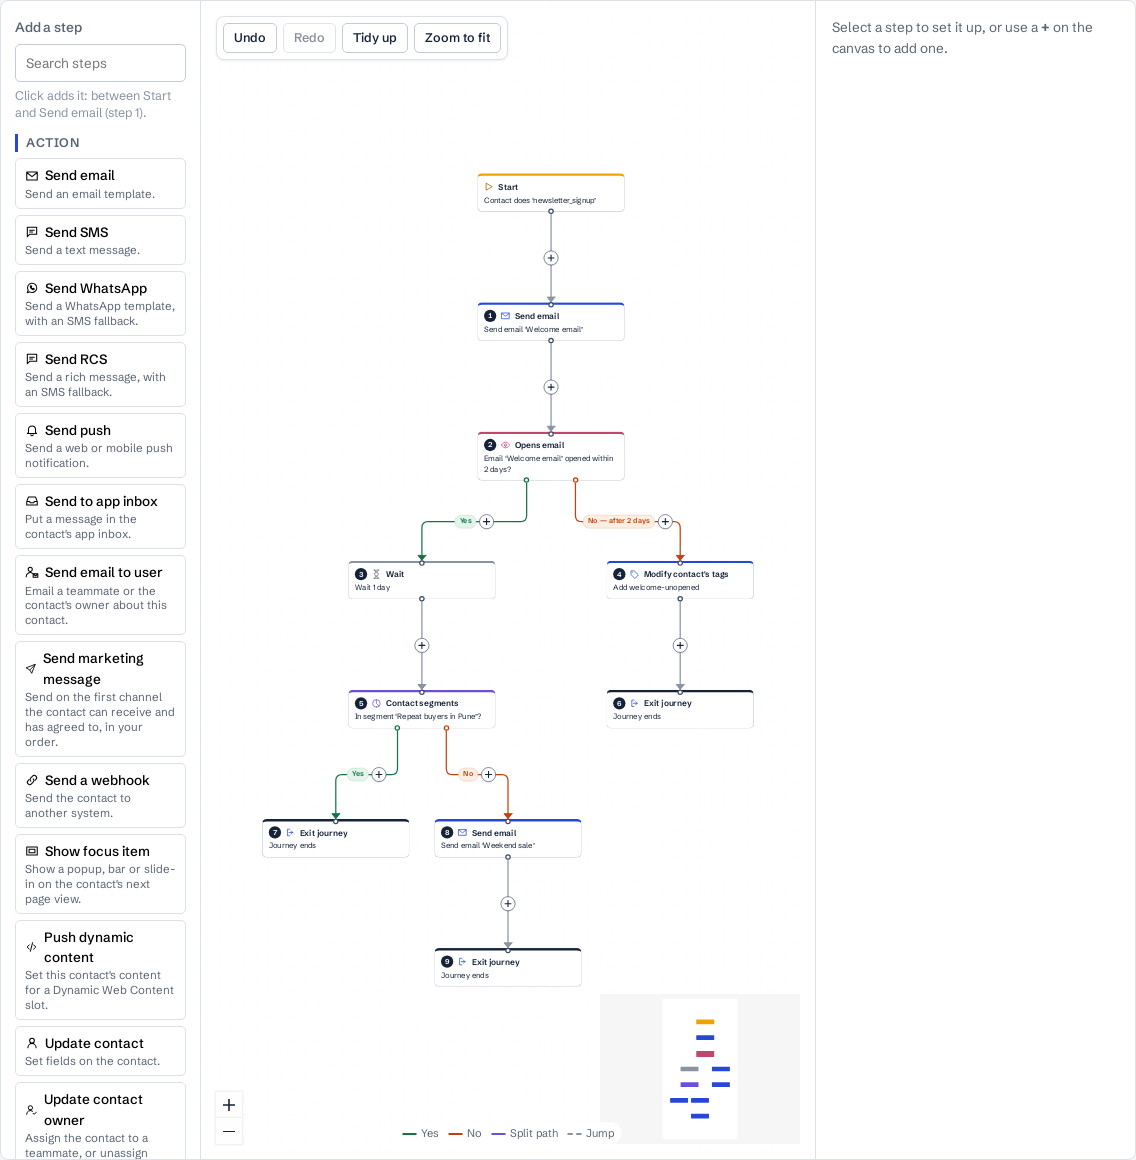 Add a step
Search steps
Click adds it: between Start
and Send email (step 1).
ACTION
Send email
Send an email template.
Send SMS
Send a text message.
Send WhatsApp
Send a WhatsApp template,
with an SMS fallback.
Send RCS
Send a rich message, with
an SMS fallback.
Send push
Send a web or mobile push
notification.
Send to app inbox
Put a message in the
contact's app inbox.
Send email to user
Email a teammate or the
contact's owner about this
contact.
Send marketing
message
Send on the first channel
the contact can receive and
has agreed to, in your
order.
Send a webhook
Send the contact to
another system.
Show focus item
Show a popup, bar or slide-
in on the contact's next
page view.
Push dynamic
content
Set this contact's content
for a Dynamic Web Content
slot.
Update contact
Set fields on the contact.
Update contact
owner
Assign the contact to a
teammate, or unassign
Undo
Redo
Tidy up
Zoom to fit
Start
Contact does 'newsletter_signup'
1 Send email
Send email 'Welcome email'
2 Opens email
Email 'Welcome email' opened within
2 days?
Yes
No — after 2 days
3 Wait
Wait 1 day
4 Modify contact's tags
Add welcome-unopened
5 Contact segments
In segment 'Repeat buyers in Pune'?
6 Exit journey
Journey ends
Yes
No
7 Exit journey
Journey ends
8 Send email
Send email 'Weekend sale'
9 Exit journey
Journey ends
Yes
No
Split path
Jump
Select a step to set it up, or use a + on the
canvas to add one.